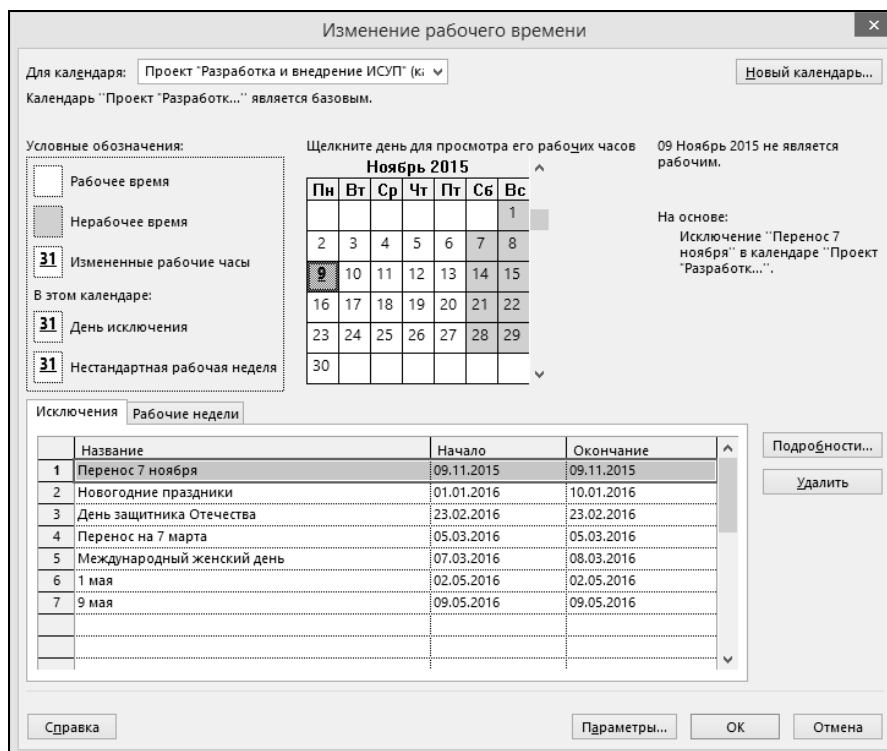 Изменение рабочего времени
Для календаря: Проект "Разработка и внедрение ИСУП" (ка
Новый календарь...
Календарь "Проект "Разработк..." является базовым.
Условные обозначения:
Рабочее время
Нерабочее время
31 Измененные рабочие часы
В этом календаре:
31 День исключения
31 Нестандартная рабочая неделя
Щелкните день для просмотра его рабочих часов
Ноябрь 2015
Пн Вт Ср Чт Пт Сб Вс
1
2 3 4 5 6 7 8
9 10 11 12 13 14 15
16 17 18 19 20 21 22
23 24 25 26 27 28 29
30
09 Ноябрь 2015 не является
рабочим.
На основе:
Исключение "Перенос 7
ноября" в календаре "Проект
"Разработк...".
Исключения Рабочие недели
Название Начало Окончание
1 Перенос 7 ноября 09.11.2015 09.11.2015
2 Новогодние праздники 01.01.2016 10.01.2016
3 День защитника Отечества 23.02.2016 23.02.2016
4 Перенос на 7 марта 05.03.2016 05.03.2016
5 Международный женский день 07.03.2016 08.03.2016
6 1 мая 02.05.2016 02.05.2016
7 9 мая 09.05.2016 09.05.2016
Подробности...
Удалить
Справка Параметры... ОК Отмена